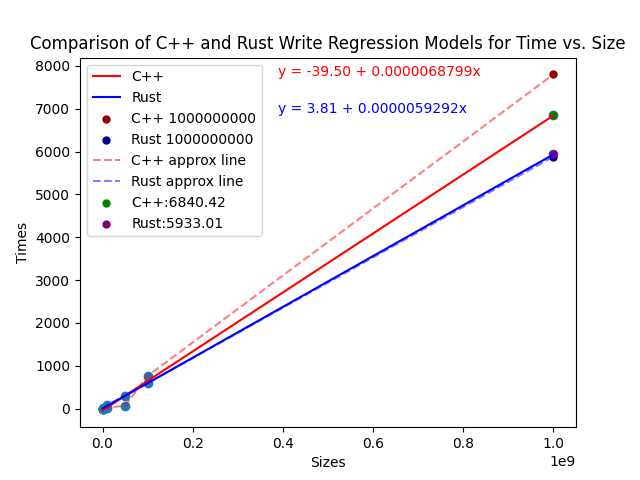 Comparison of C++ and Rust Write Regression Models for Time vs. Size
y = -39.50 + 0.0000068799x
y = 3.81 + 0.0000059292x
C++
Rust
C++ 1000000000
Rust 1000000000
C++ approx line
Rust approx line
C++:6840.42
Rust:5933.01
Times
8000
7000
6000
5000
4000
3000
2000
1000
0
0.0 0.2 0.4 0.6 0.8 1.0
1e9
Sizes